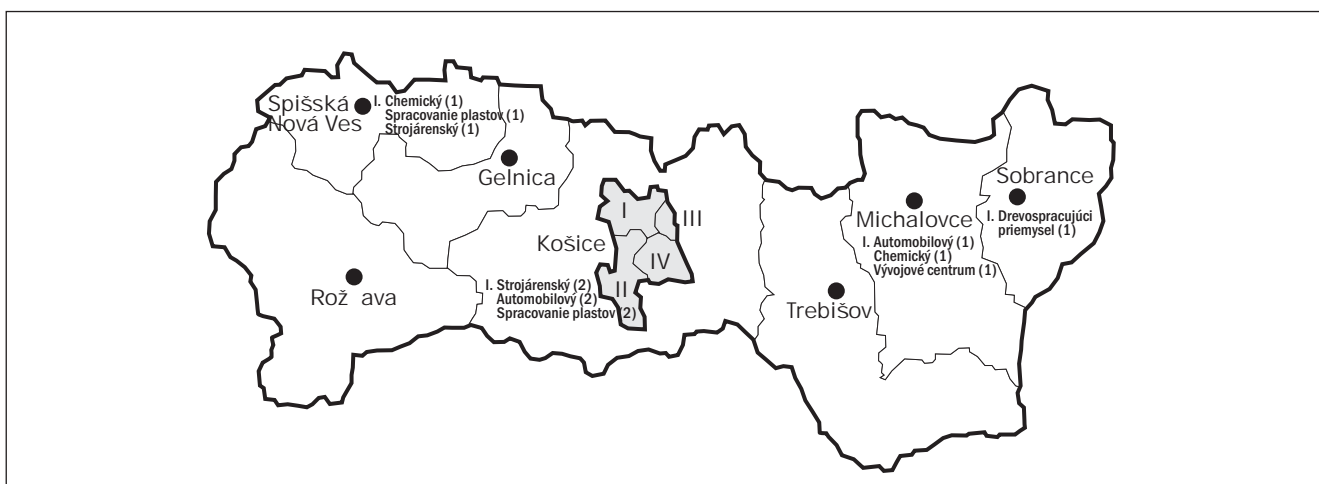 Spišská
Nová Ves
I. Chemický (1)
Spracovanie plastov (1)
Strojárenský (1)
Gelnica
Rož ava
Košice
I
II
III
IV
I. Strojárenský (2)
Automobilový (2)
Spracovanie plastov (2)
Trebišov
Michalovce
I. Automobilový (1)
Chemický (1)
Vývojové centrum (1)
Sobrance
I. Drevospracujúci
priemysel (1)